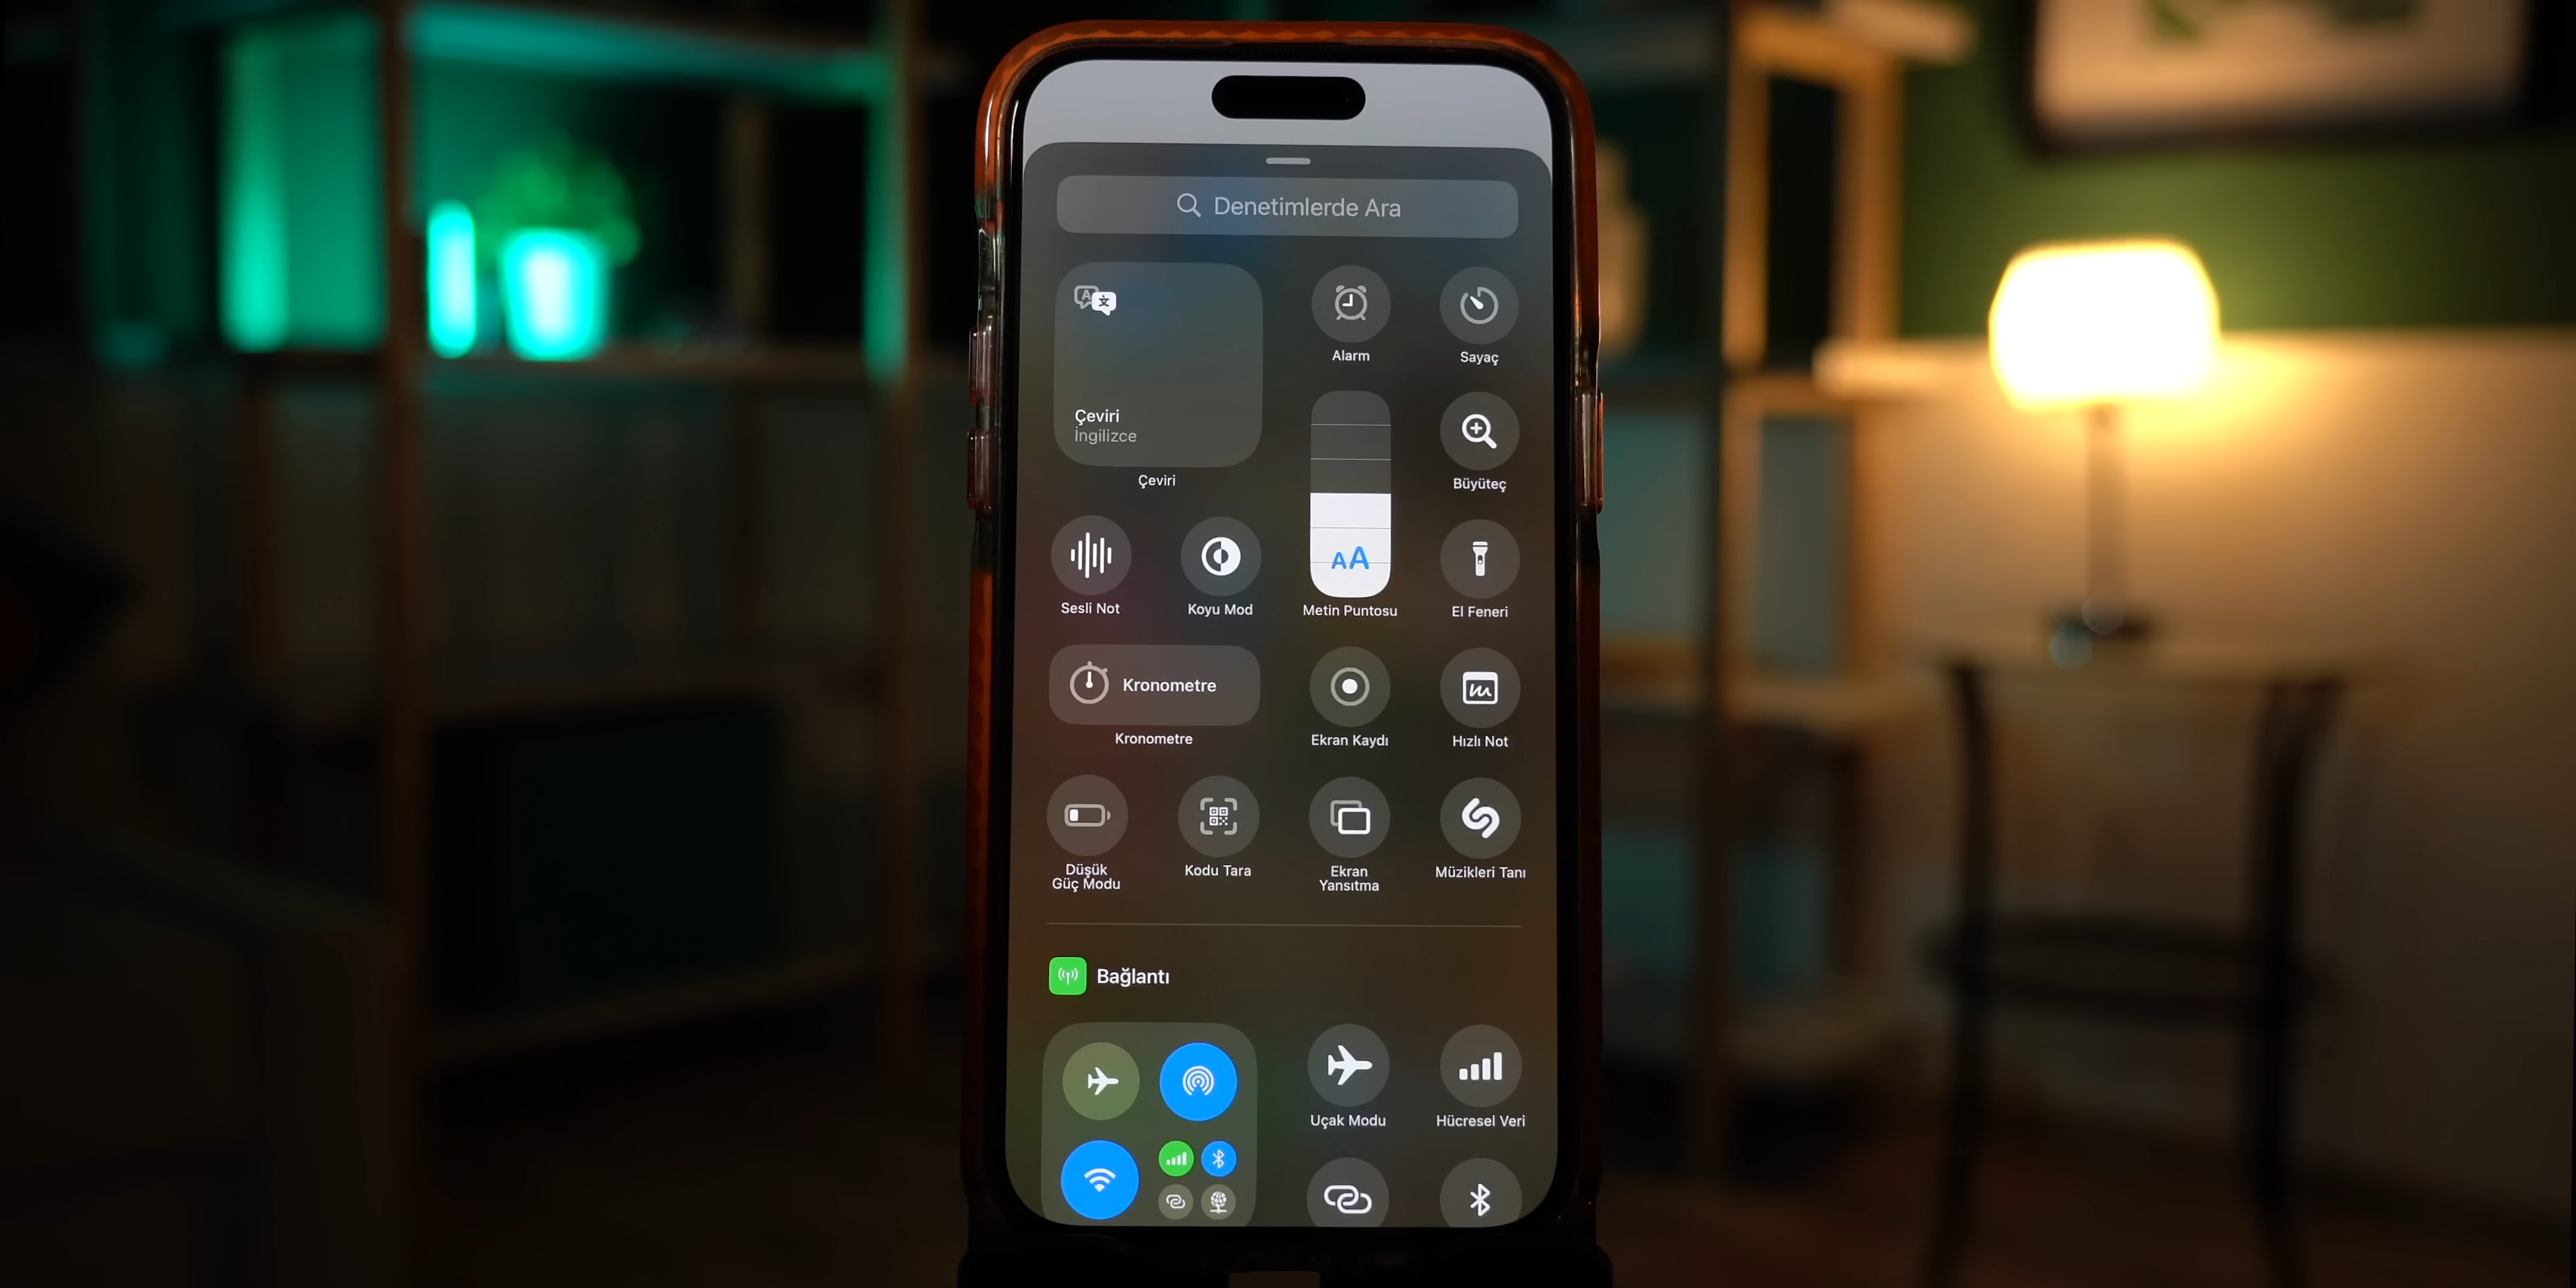 Denetimlerde Ara
Çeviri
İngilizce
Çeviri
Alarm
Sayaç
Büyüteç
Sesli Not
Koyu Mod
AA
Metin Puntosu
El Feneri
Kronometre
Kronometre
Ekran Kaydı
Hızlı Not
Düşük
Güç Modu
Kodu Tara
Ekran
Yansıtma
Müzikleri Tanı
Bağlantı
Uçak Modu
Hücresel Veri